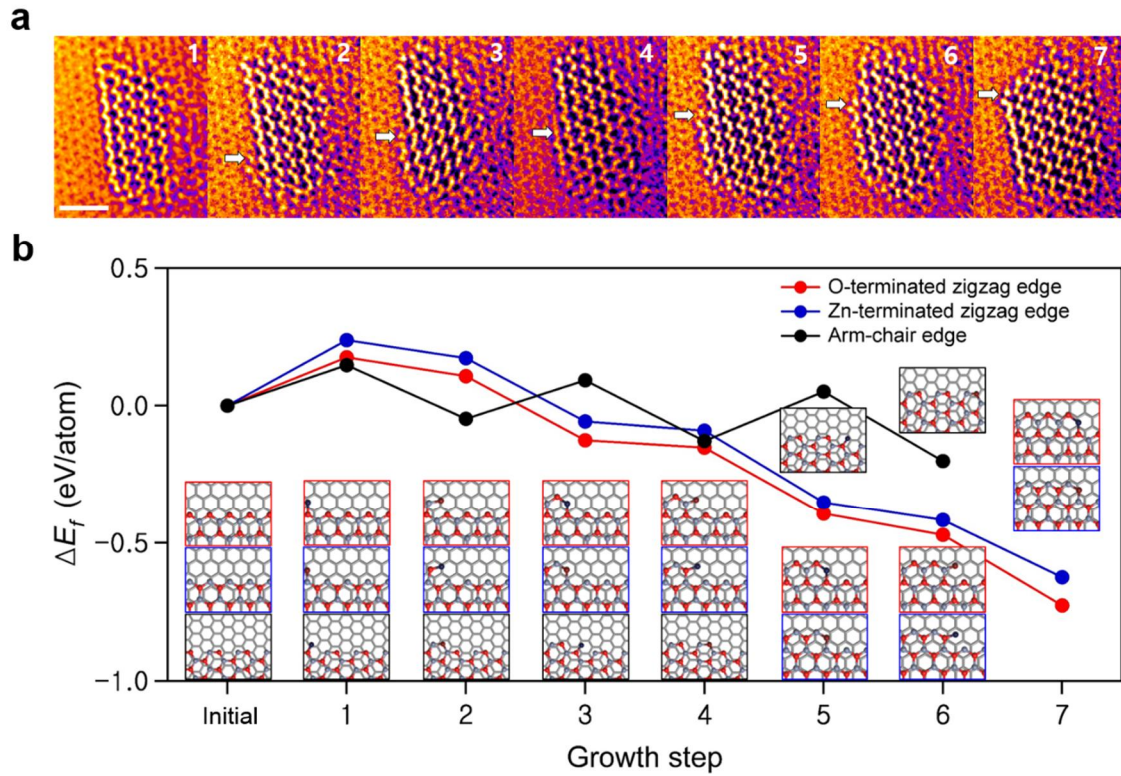 a
1 2 3 4 5 6 7
b
0.5
0.0
−0.5
−1.0
ΔEf (eV/atom)
O-terminated zigzag edge
Zn-terminated zigzag edge
Arm-chair edge
Initial 1 2 3 4 5 6 7
Growth step